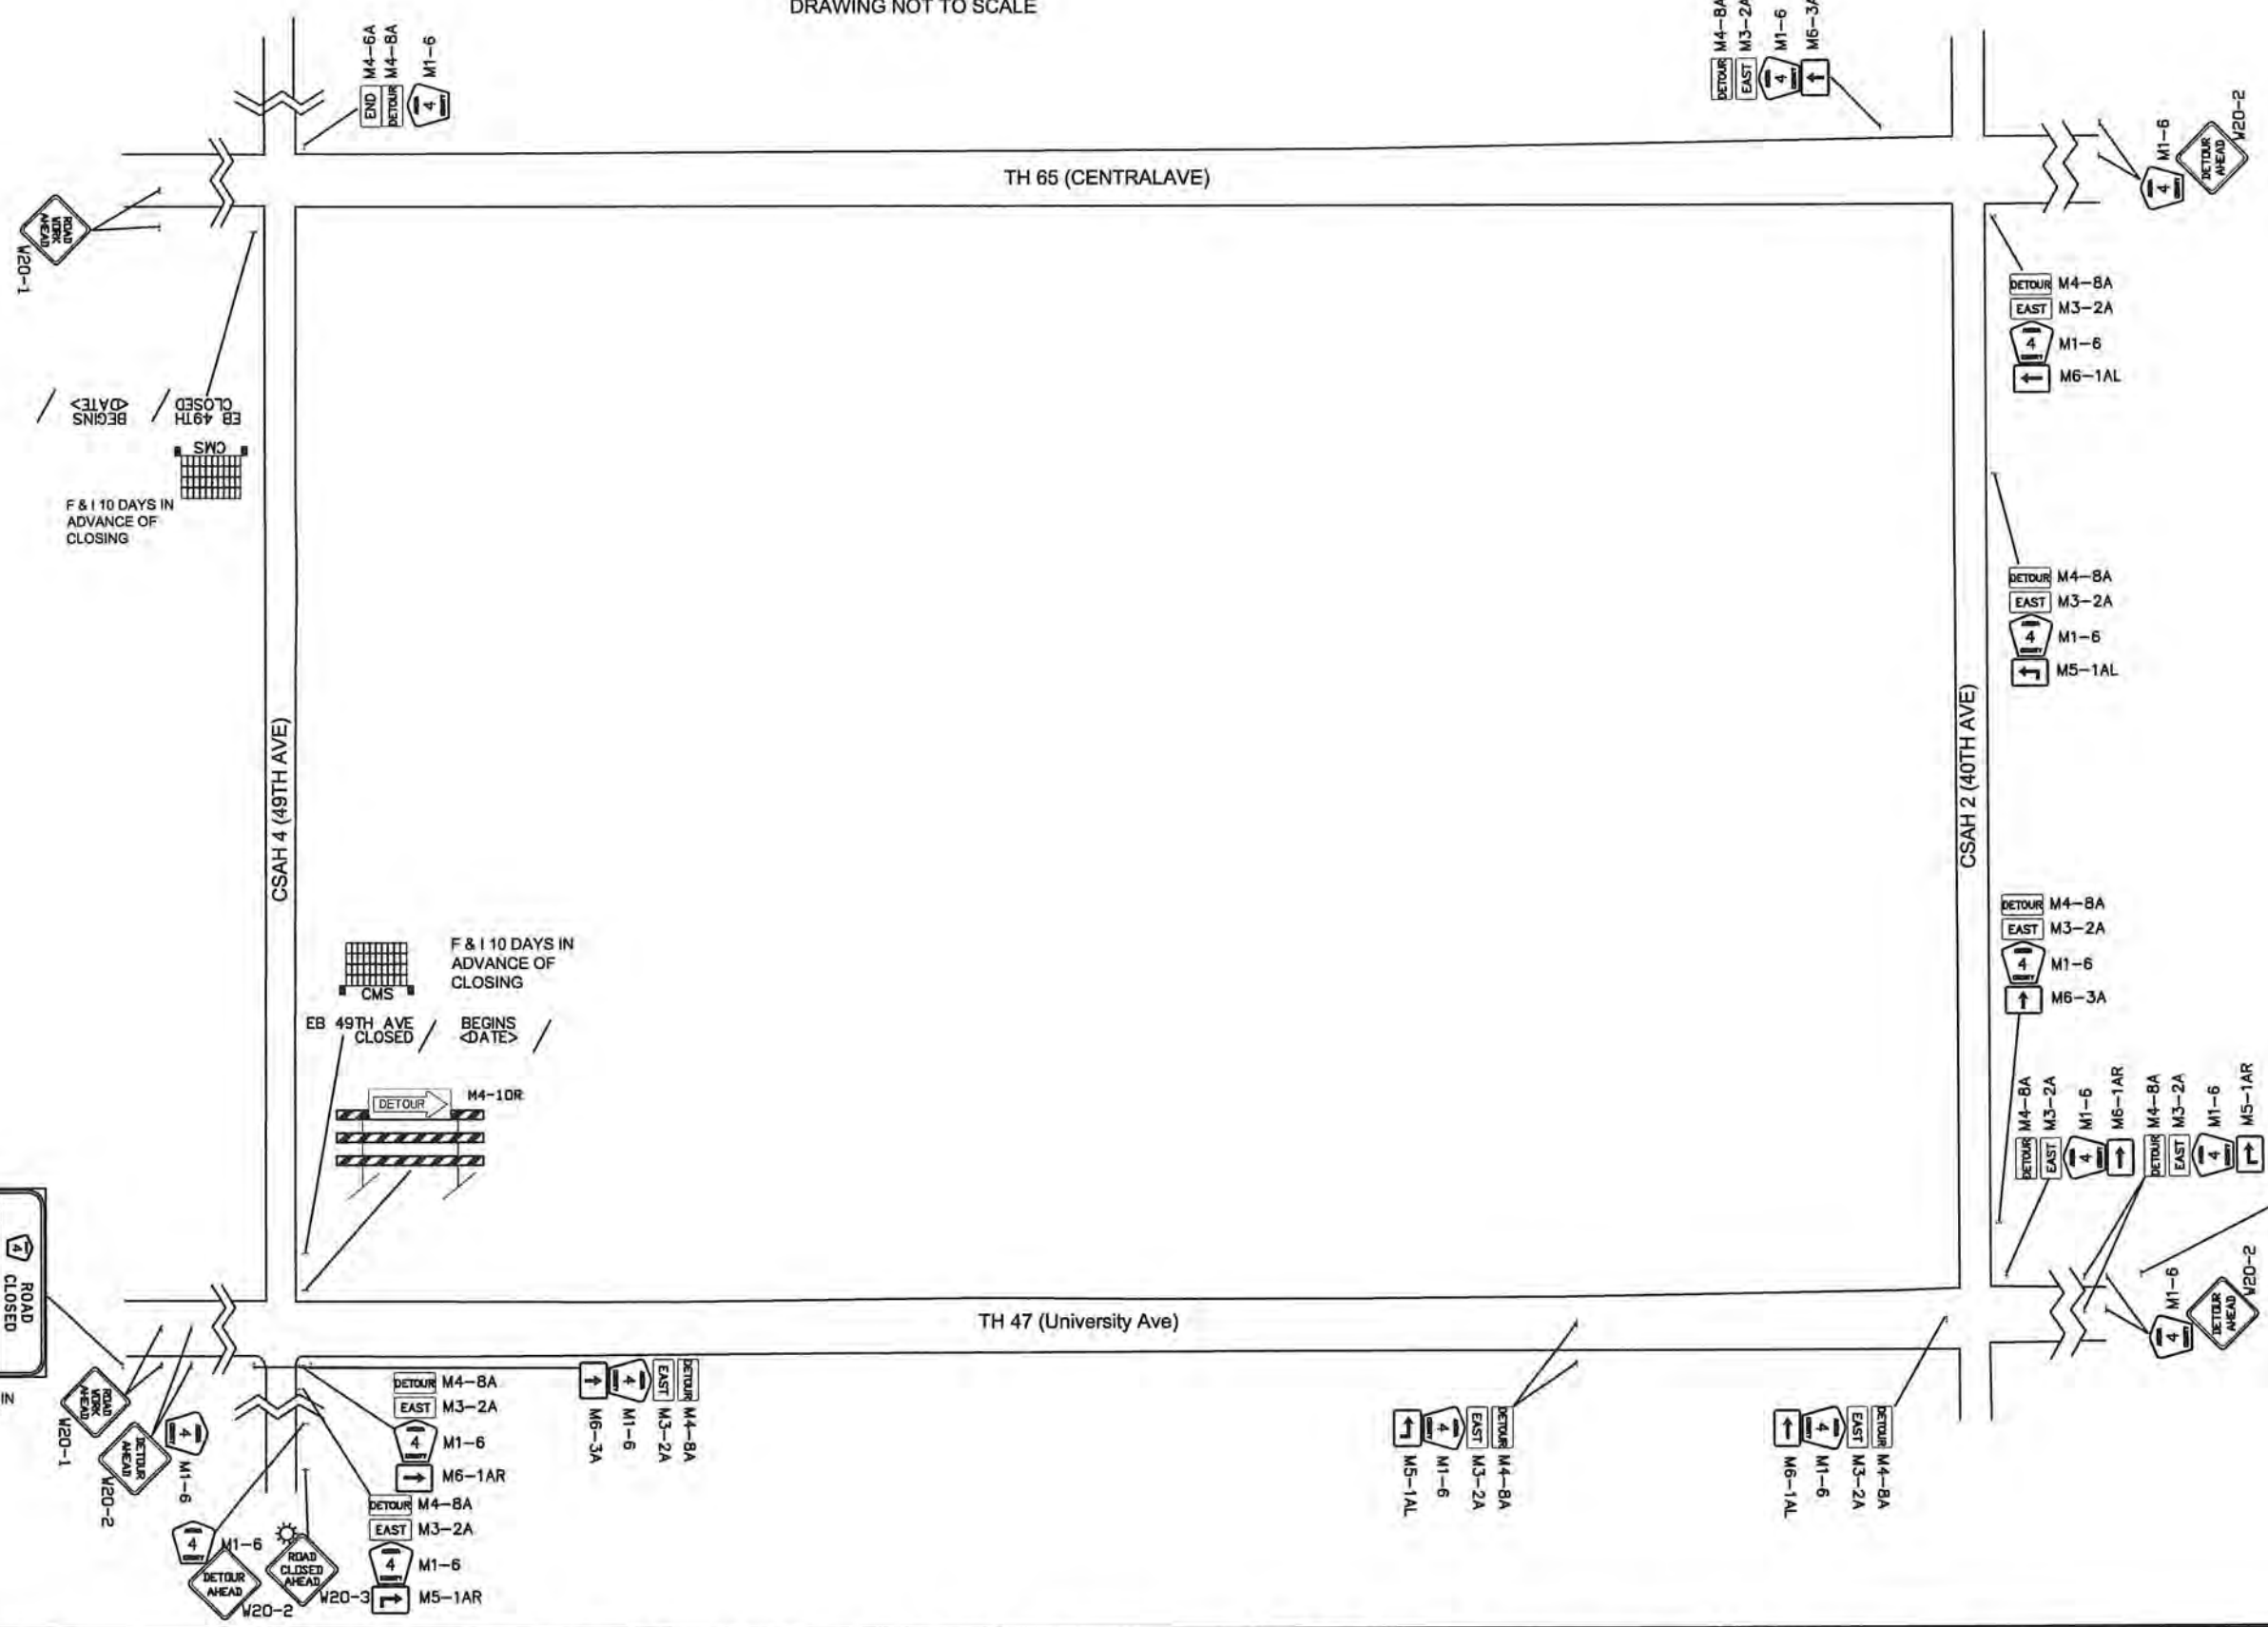 DRAWING NOT TO SCALE
END M4-6A
DETOUR M4-8A
4 M1-6
DETOUR M4-8A
EAST M3-2A
4 M1-6
M6-3A
4 M1-6
DETOUR
AHEAD
W20-2
TH 65 (CENTRALAVE)
ROAD
WORK
AHEAD
W20-1
DETOUR M4-8A
EAST M3-2A
4 M1-6
M6-1AL
EB 49TH
CLOSED
/
BEGINS
<DATE>
/
CMS
F & I 10 DAYS IN
ADVANCE OF
CLOSING
DETOUR M4-8A
EAST M3-2A
4 COUNTY M1-6
M5-1AL
CSAH 4 (49TH AVE)
CSAH 2 (40TH AVE)
CMS
F & I 10 DAYS IN
ADVANCE OF
CLOSING
EB 49TH AVE
CLOSED
/
BEGINS
<DATE>
/
DETOUR M4-10R
DETOUR M4-8A
EAST M3-2A
4 COUNTY M1-6
M6-3A
DETOUR M4-8A
EAST M3-2A
4 M1-6
M6-1AR
DETOUR M4-8A
EAST M3-2A
4 M1-6
M5-1AR
4 M1-6
DETOUR
AHEAD
W20-2
4
ROAD
CLOSED
IN
TH 47 (University Ave)
ROAD
WORK
AHEAD
W20-1
4 M1-6
DETOUR
AHEAD
W20-2
DETOUR M4-8A
EAST M3-2A
4 COUNTY M1-6
M6-1AR
DETOUR M4-8A
EAST M3-2A
4 M1-6
M6-3A
DETOUR M4-8A
EAST M3-2A
4 M1-6
M5-1AL
DETOUR M4-8A
EAST M3-2A
4 M1-6
M6-1AL
4 COUNTY M1-6
DETOUR
AHEAD
W20-2
ROAD
CLOSED
AHEAD
W20-3
DETOUR M4-8A
EAST M3-2A
4 COUNTY M1-6
M5-1AR